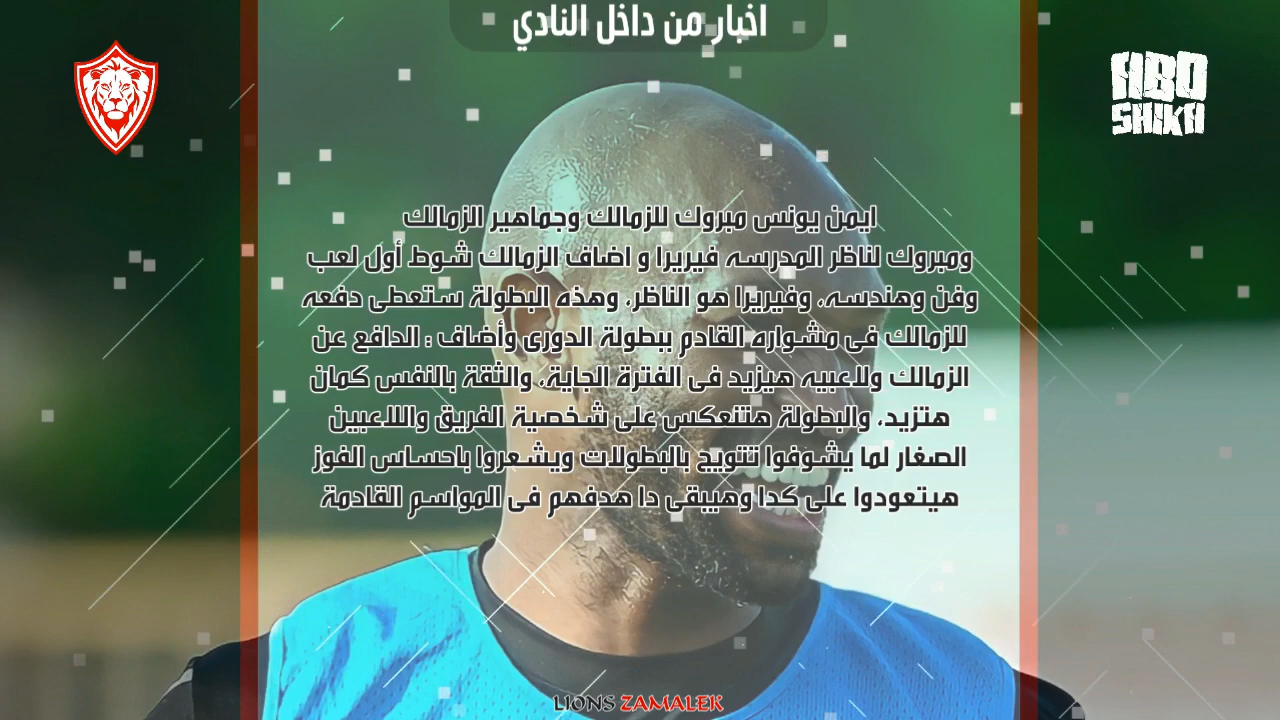 اخبار من داخل النادي
ABO
SHIKA
ايمن يونس مبروك للزمالك وجماهير الزمالك
ومبروك لناظر المدرسه فيريرا و اضاف الزمالك شوط أول لعب
وفن وهندسه، وفيريرا هو الناظر، وهذه البطولة ستعطى دفعه
للزمالك فى مشواره القادم ببطولة الدورى وأضاف : الدافع عن
الزمالك ولاعبيه هيزيد فى الفترة الجاية، والثقة بالنفس كمان
هتزيد، والبطولة هتنعكس على شخصية الفريق واللاعبين
الصغار لما يشوفوا تتويج بالبطولات ويشعروا باحساس الفوز
هيتعودوا على كدا وهيبقى دا هدفهم فى المواسم القادمة
LIONS ZAMALEK